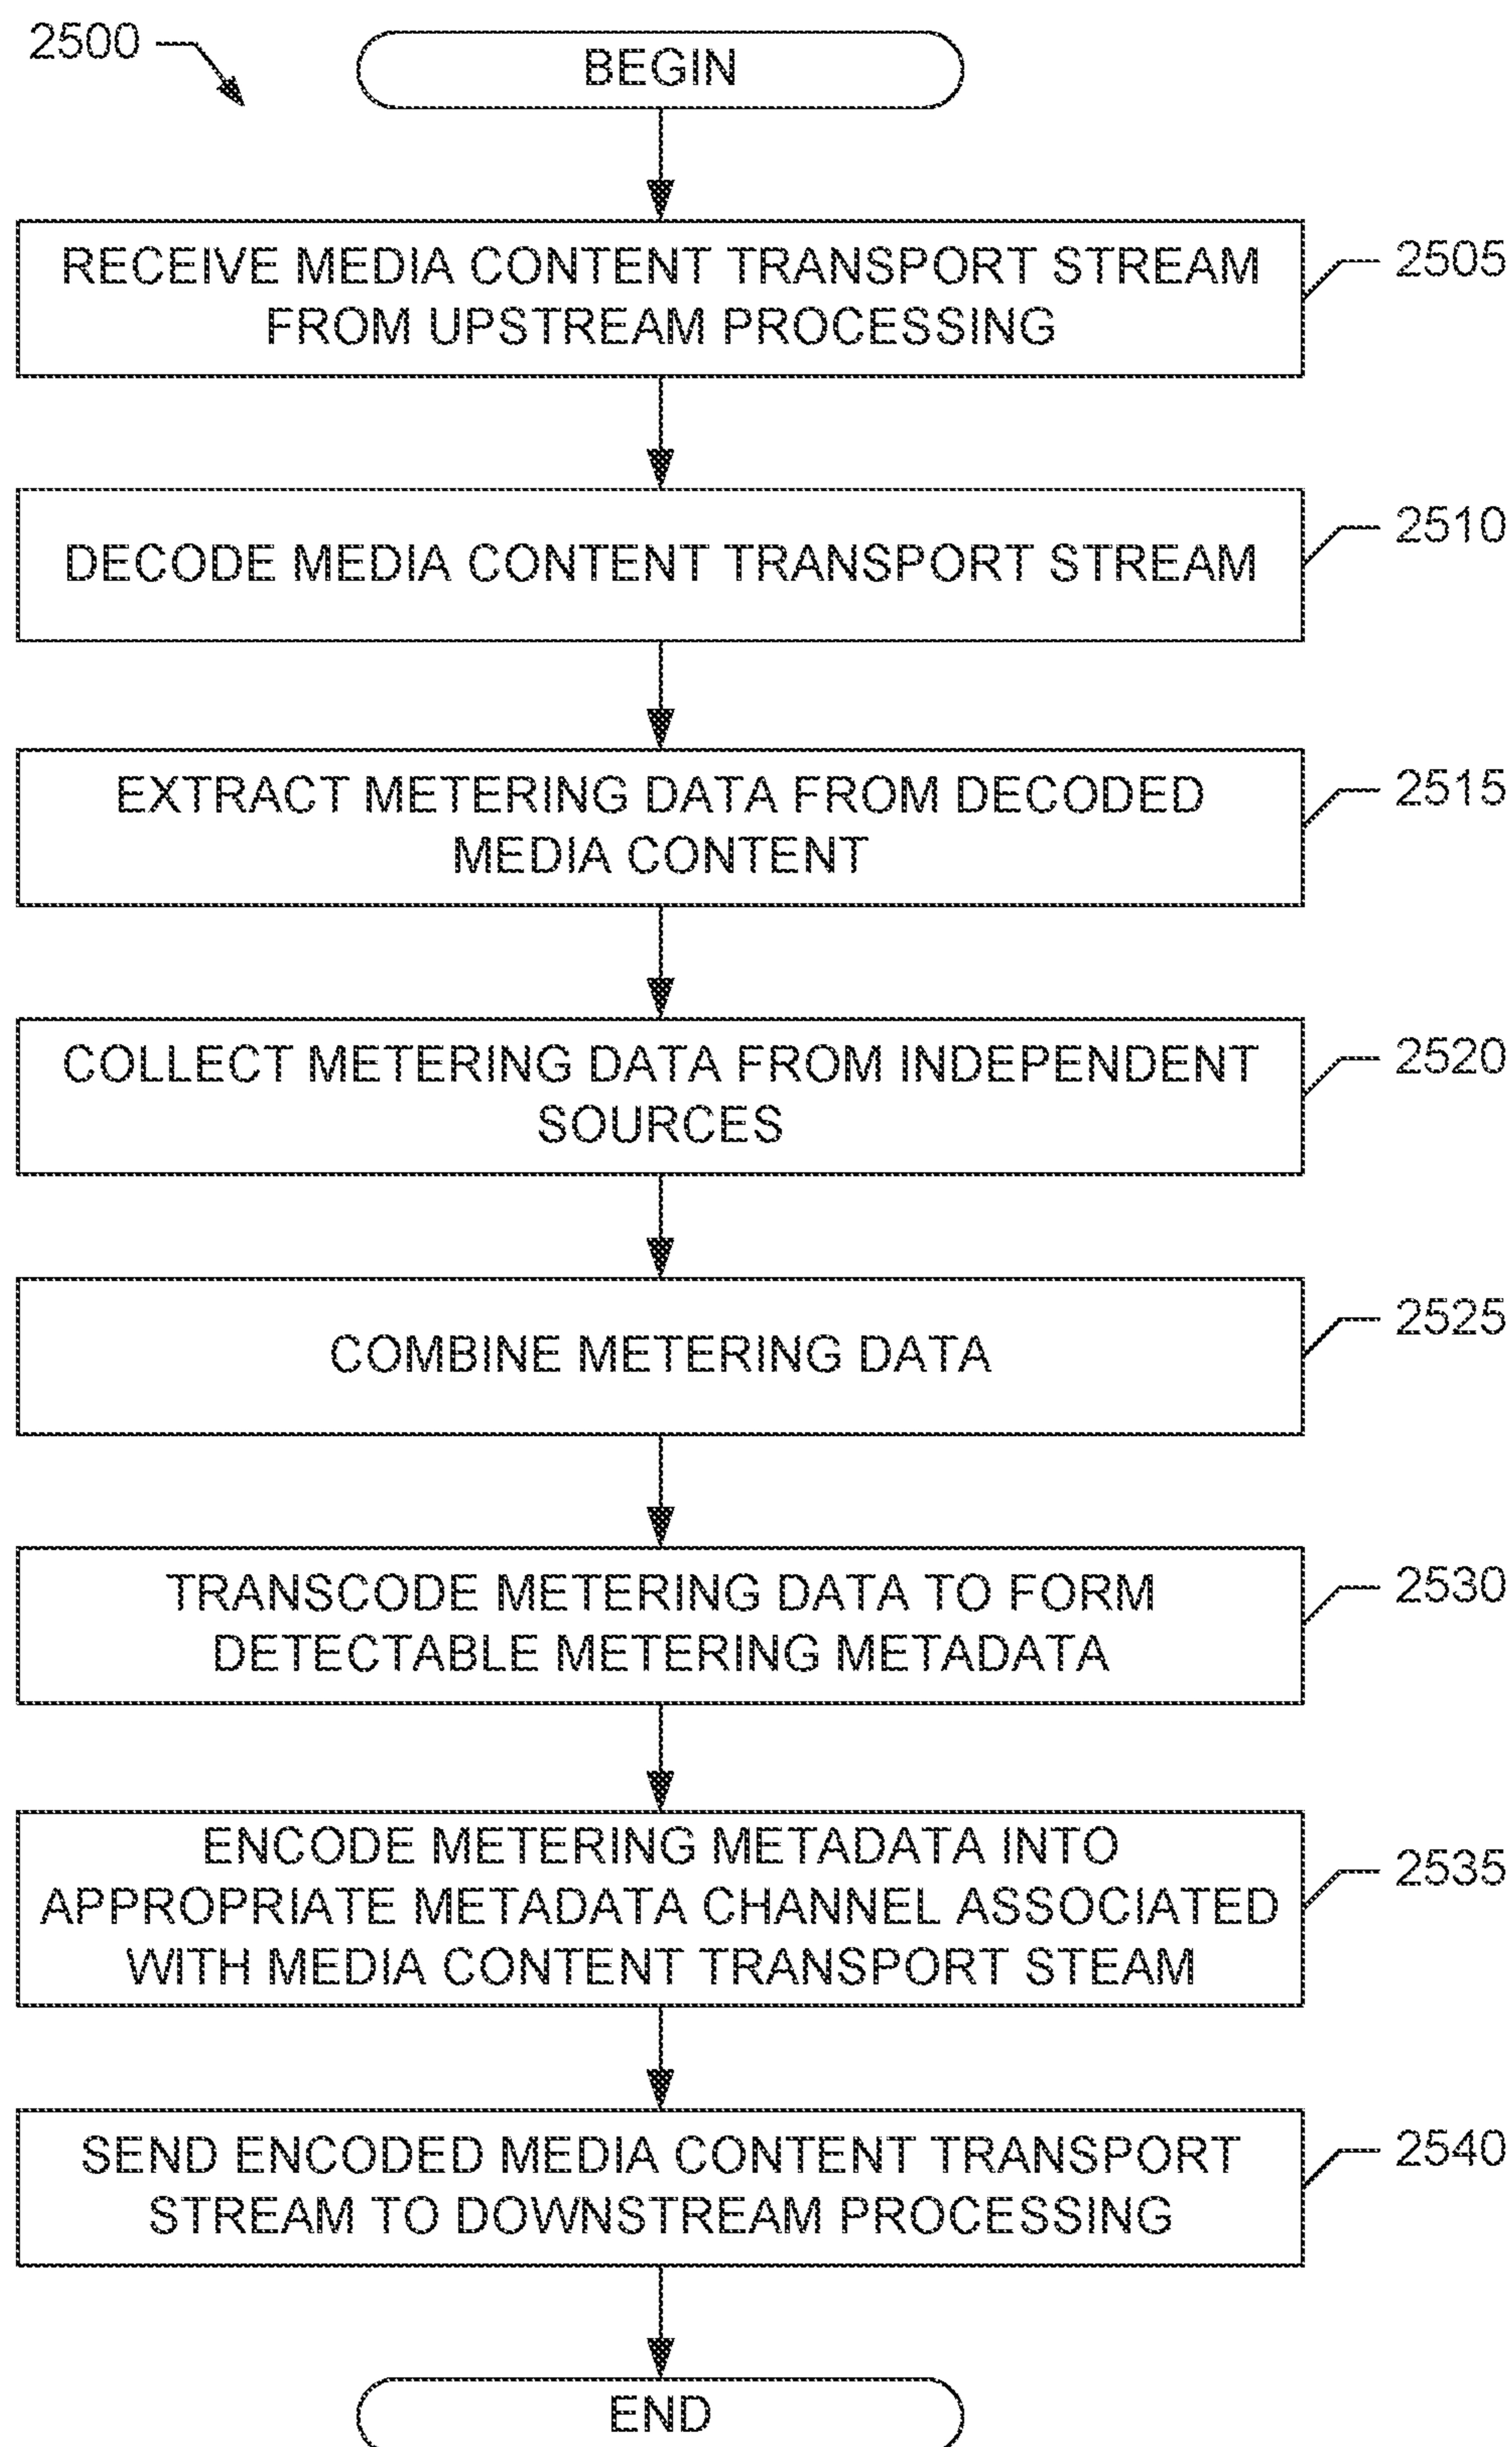 2500
BEGIN
RECEIVE MEDIA CONTENT TRANSPORT STREAM
FROM UPSTREAM PROCESSING
2505
DECODE MEDIA CONTENT TRANSPORT STREAM
2510
EXTRACT METERING DATA FROM DECODED
MEDIA CONTENT
2515
COLLECT METERING DATA FROM INDEPENDENT
SOURCES
2520
COMBINE METERING DATA
2525
TRANSCODE METERING DATA TO FORM
DETECTABLE METERING METADATA
2530
ENCODE METERING METADATA INTO
APPROPRIATE METADATA CHANNEL ASSOCIATED
WITH MEDIA CONTENT TRANSPORT STEAM
2535
SEND ENCODED MEDIA CONTENT TRANSPORT
STREAM TO DOWNSTREAM PROCESSING
2540
END